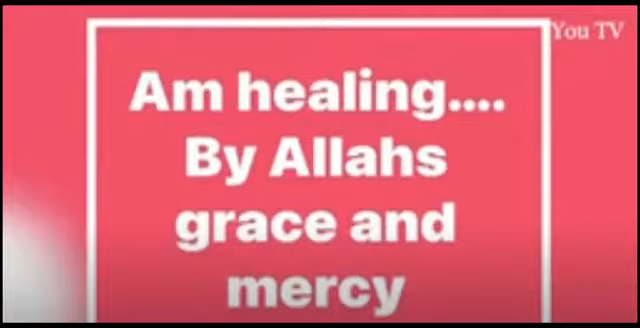 You TV
Am healing....
By Allahs
grace and
mercy